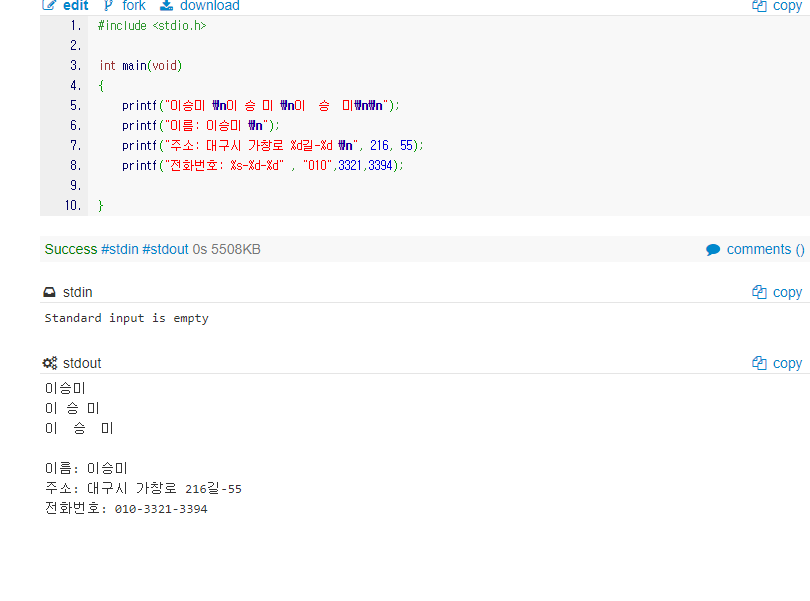 edit fork download copy
1. #include <stdio.h>
2.
3. int main(void)
4. {
5. printf("이승미 ₩n이 승 미 ₩n이  승  미₩n₩n");
6. printf("이름: 이승미 ₩n");
7. printf("주소: 대구시 가창로 %d길-%d ₩n", 216, 55);
8. printf("전화번호: %s-%d-%d" , "010",3321,3394);
9.
10. }
Success #stdin #stdout 0s 5508KB comments ()
stdin copy
Standard input is empty
stdout copy
이승미
이 승 미
이  승  미
이름: 이승미
주소: 대구시 가창로 216길-55
전화번호: 010-3321-3394